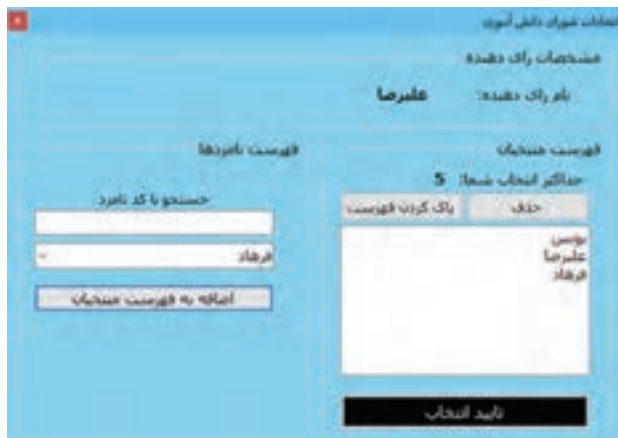 انتخابات شورای دانش آموزی
مشخصات رای دهنده
نام رای دهنده: علیرضا
فهرست منتخبان
حداکثر انتخاب شما: 5
حذف
پاک کردن فهرست
یونس
علیرضا
فرهاد
تایید انتخاب
فهرست نامزدها
جستجو با کد نامزد
فرهاد
اضافه به فهرست منتخبان